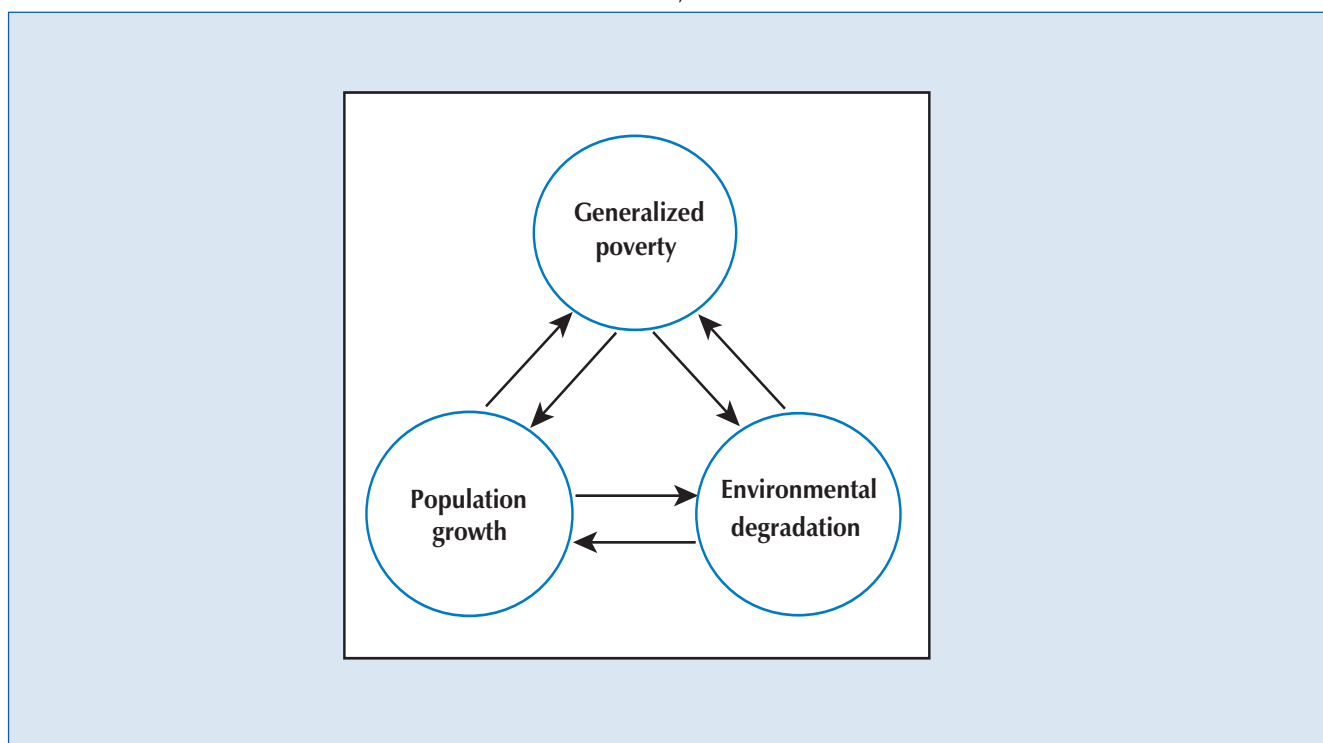 Generalized
poverty
Population
growth
Environmental
degradation